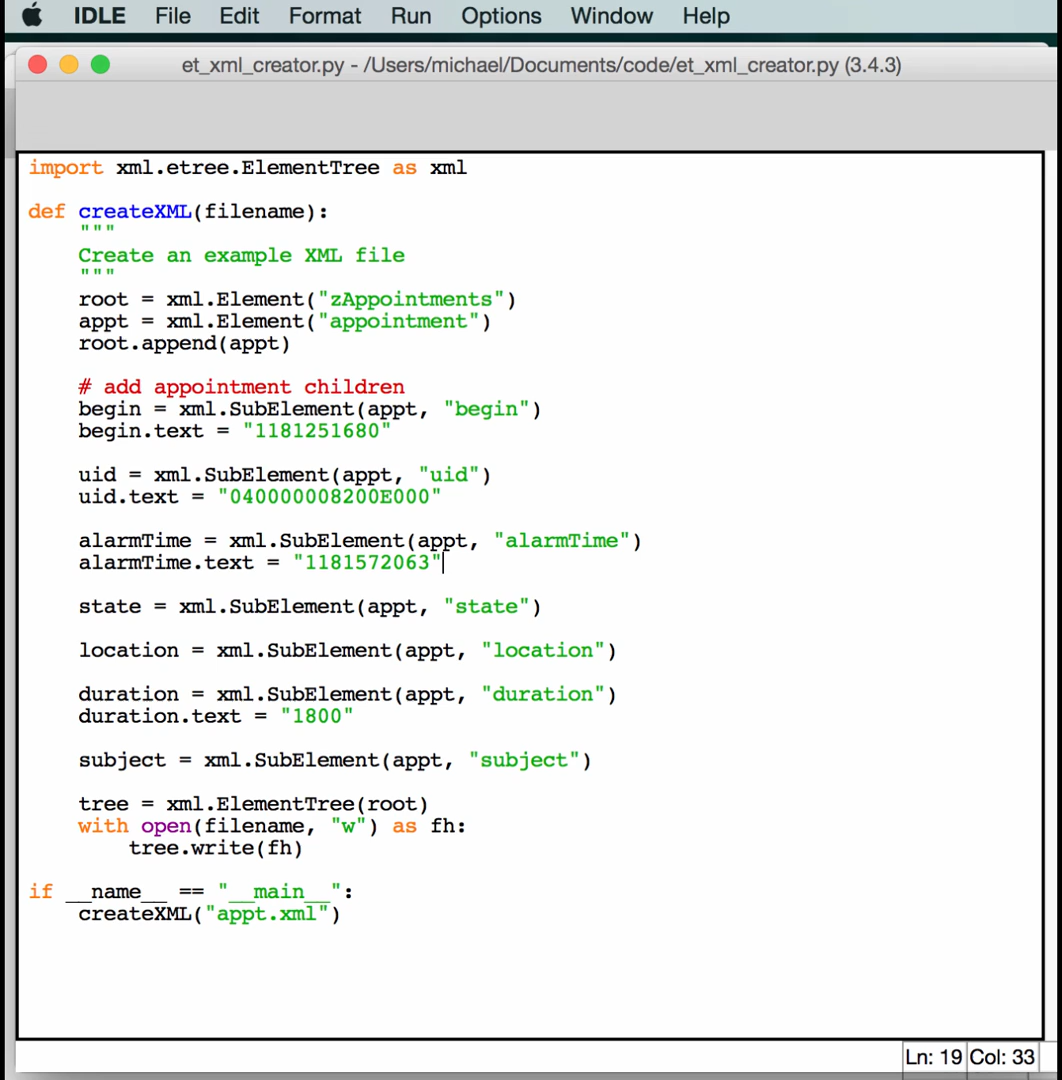 IDLE File Edit Format Run Options Window Help
et_xml_creator.py - /Users/michael/Documents/code/et_xml_creator.py (3.4.3)
import xml.etree.ElementTree as xml
def createXML(filename):
    """
    Create an example XML file
    """
    root = xml.Element("zAppointments")
    appt = xml.Element("appointment")
    root.append(appt)
    # add appointment children
    begin = xml.SubElement(appt, "begin")
    begin.text = "1181251680"
    uid = xml.SubElement(appt, "uid")
    uid.text = "040000008200E000"
    alarmTime = xml.SubElement(appt, "alarmTime")
    alarmTime.text = "1181572063"
    state = xml.SubElement(appt, "state")
    location = xml.SubElement(appt, "location")
    duration = xml.SubElement(appt, "duration")
    duration.text = "1800"
    subject = xml.SubElement(appt, "subject")
    tree = xml.ElementTree(root)
    with open(filename, "w") as fh:
        tree.write(fh)
if __name__ == "__main__":
    createXML("appt.xml")
Ln: 19 Col: 33